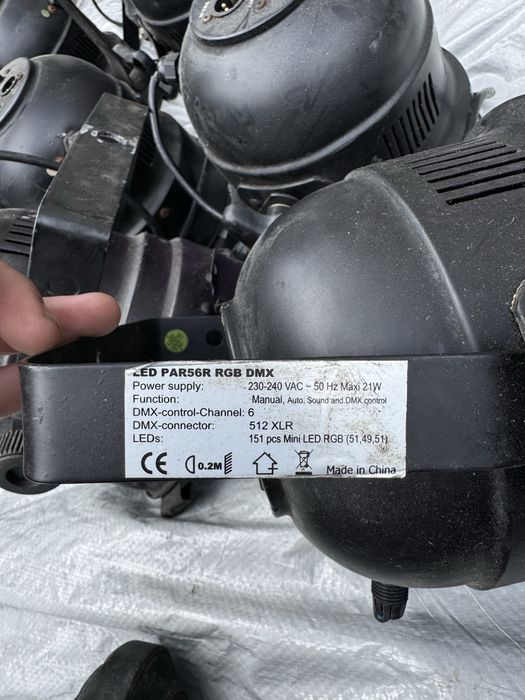 LED PAR56R RGB DMX
Power supply: 230-240 VAC ~ 50 Hz Maxi 21W
Function: Manual, Auto, Sound and DMX control
DMX-control-Channel: 6
DMX-connector: 512 XLR
LEDs: 151 pcs Mini LED RGB (51,49,51)
CE 0.2M Made in China